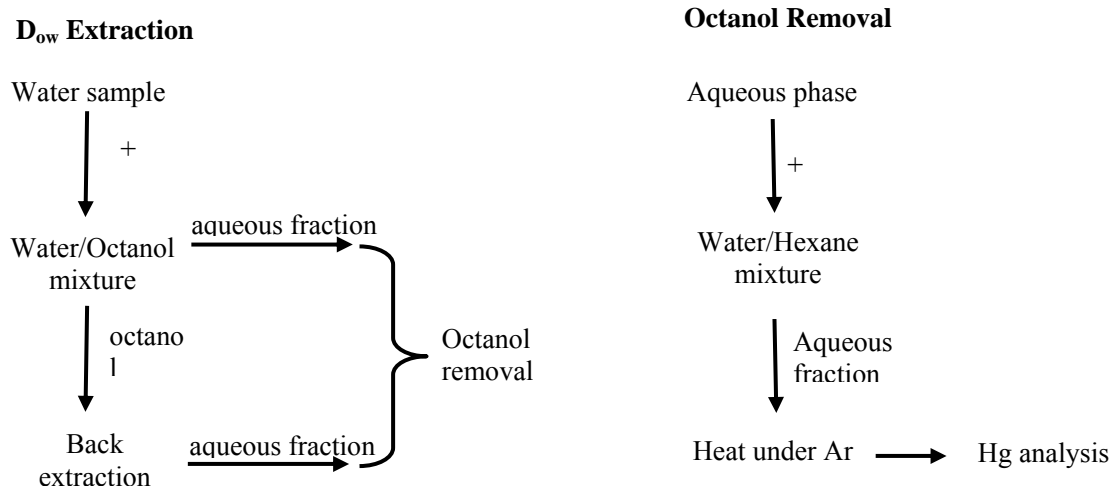 D_ow Extraction
Water sample
+
Water/Octanol
mixture
aqueous fraction
octano
l
Back
extraction
aqueous fraction
Octanol
removal
Octanol Removal
Aqueous phase
+
Water/Hexane
mixture
Aqueous
fraction
Heat under Ar
Hg analysis